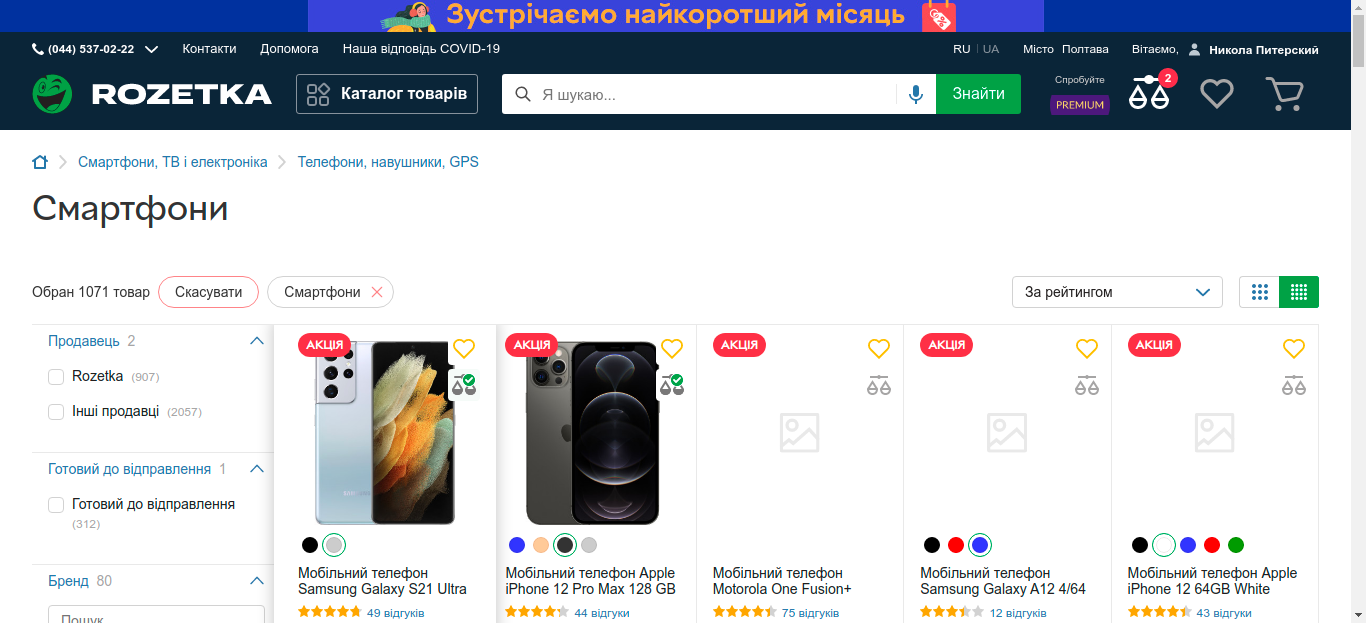 Зустрічаємо найкоротший місяць
(044) 537-02-22
Контакти
Допомога
Наша відповідь COVID-19
RU | UA
Місто Полтава
Вітаємо, Никола Питерский
ROZETKA
Каталог товарів
Я шукаю...
Знайти
Спробуйте
PREMIUM
2
Смартфони, ТВ і електроніка
Телефони, навушники, GPS
Смартфони
Обран 1071 товар
Скасувати
Смартфони
За рейтингом
Продавець 2
Rozetka (907)
Інші продавці (2057)
Готовий до відправлення 1
Готовий до відправлення
(312)
Бренд 80
Пошук
АКЦІЯ
Мобільний телефон
Samsung Galaxy S21 Ultra
49 відгуків
АКЦІЯ
Мобільний телефон Apple
iPhone 12 Pro Max 128 GB
44 відгуки
АКЦІЯ
Мобільний телефон
Motorola One Fusion+
75 відгуків
АКЦІЯ
Мобільний телефон
Samsung Galaxy A12 4/64
12 відгуків
АКЦІЯ
Мобільний телефон Apple
iPhone 12 64GB White
43 відгуки